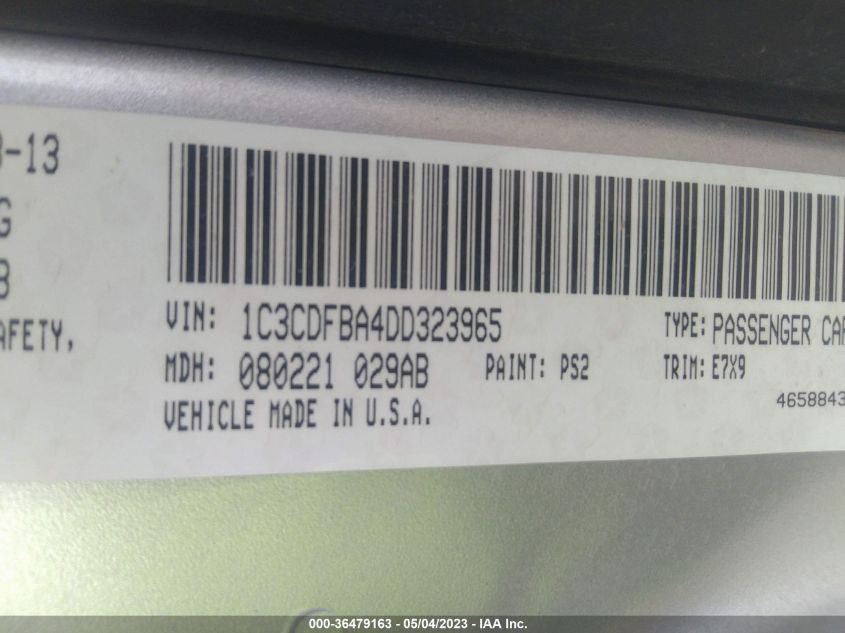 3-13
G
B
AFETY,
VIN: 1C3CDFBA4DD323965
TYPE: PASSENGER CAR
MDH: 080221 029AB
PAINT: PS2
TRIM: E7X9
VEHICLE MADE IN U.S.A.
4658843
000-36479163 - 05/04/2023 - IAA Inc.